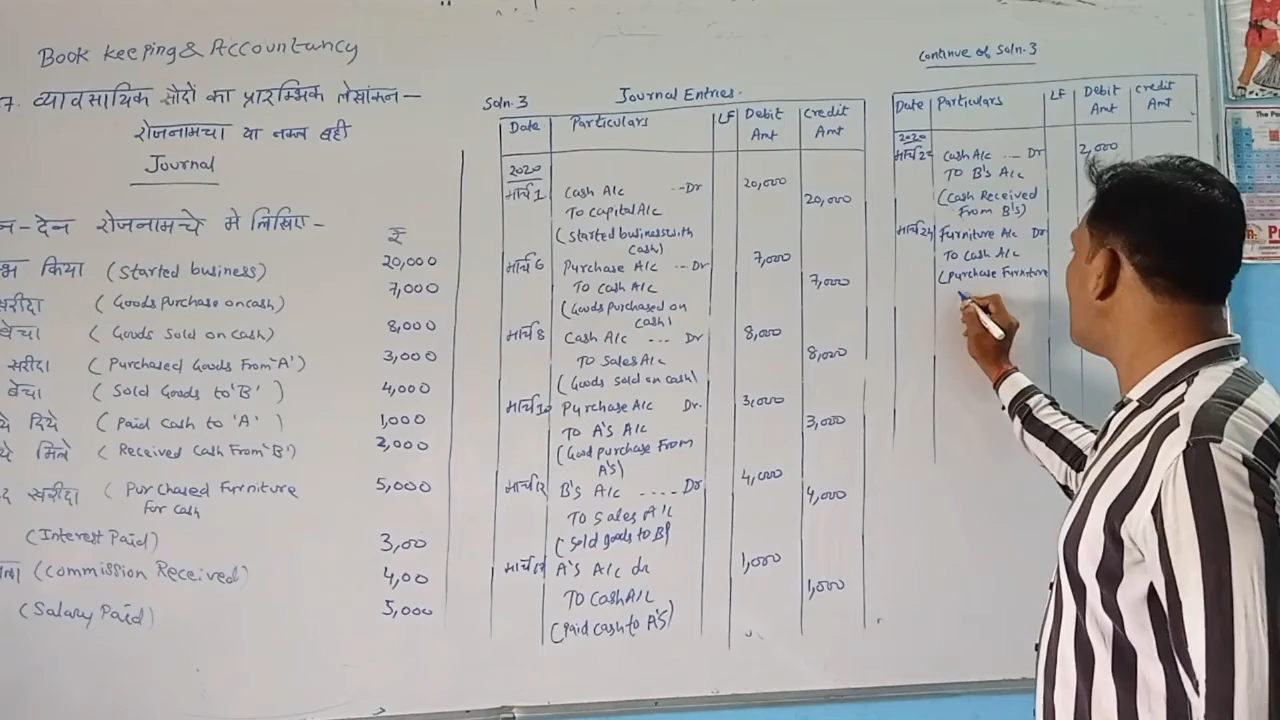 Book Keeping & Accountancy
7. व्यावसायिक सौदों का प्रारम्भिक लेखांकन -
रोजनामचा या नकल बही
Journal
न-देन रोजनामचे मे लिखिए-
₹
किया (Started business) 20,000
खरीदा (Goods Purchase on cash) 7,000
बेचा (Goods Sold on cash) 8,000
खरीदा (Purchased Goods From 'A') 3,000
बेचा (Sold Goods to 'B') 4,000
ये दिये (Paid Cash to 'A') 1,000
ये मिले (Received Cash From 'B') 2,000
द खरीदा (Purchased Furniture 5,000
For Cash
(Interest Paid) 3,00
(Commission Received) 4,00
(Salary Paid) 5,000
Soln. 3 Journal Entries.
Date Particulars LF Debit Amt Credit Amt
2020
मार्च 1 Cash A/c ---Dr 20,000
TO Capital A/c 20,000
(Started business with
cash)
मार्च 6 Purchase A/c ---Dr 7,000
TO Cash A/c 7,000
(Goods purchased on
cash)
मार्च 8 Cash A/c --- Dr 8,000
TO Sales A/c 8,000
(Goods sold on cash)
मार्च 10 Purchase A/c Dr. 3,000
TO A'S A/c 3,000
(Good purchase From
A'S)
मार्च 12 B's A/c ---- Dr 4,000
TO Sales A/c 4,000
(Sold goods to B)
मार्च A'S A/c dr 1,000
TO Cash A/c 1,000
(Paid cash to A'S)
Continue of Soln. 3
Date Particulars LF Debit Amt Credit Amt
2020
मार्च 22 Cash A/c --- Dr 2,000
TO B's A/c
(Cash Received
From B's)
मार्च 24 Furniture A/c Dr
TO Cash A/c
(Purchase Furniture